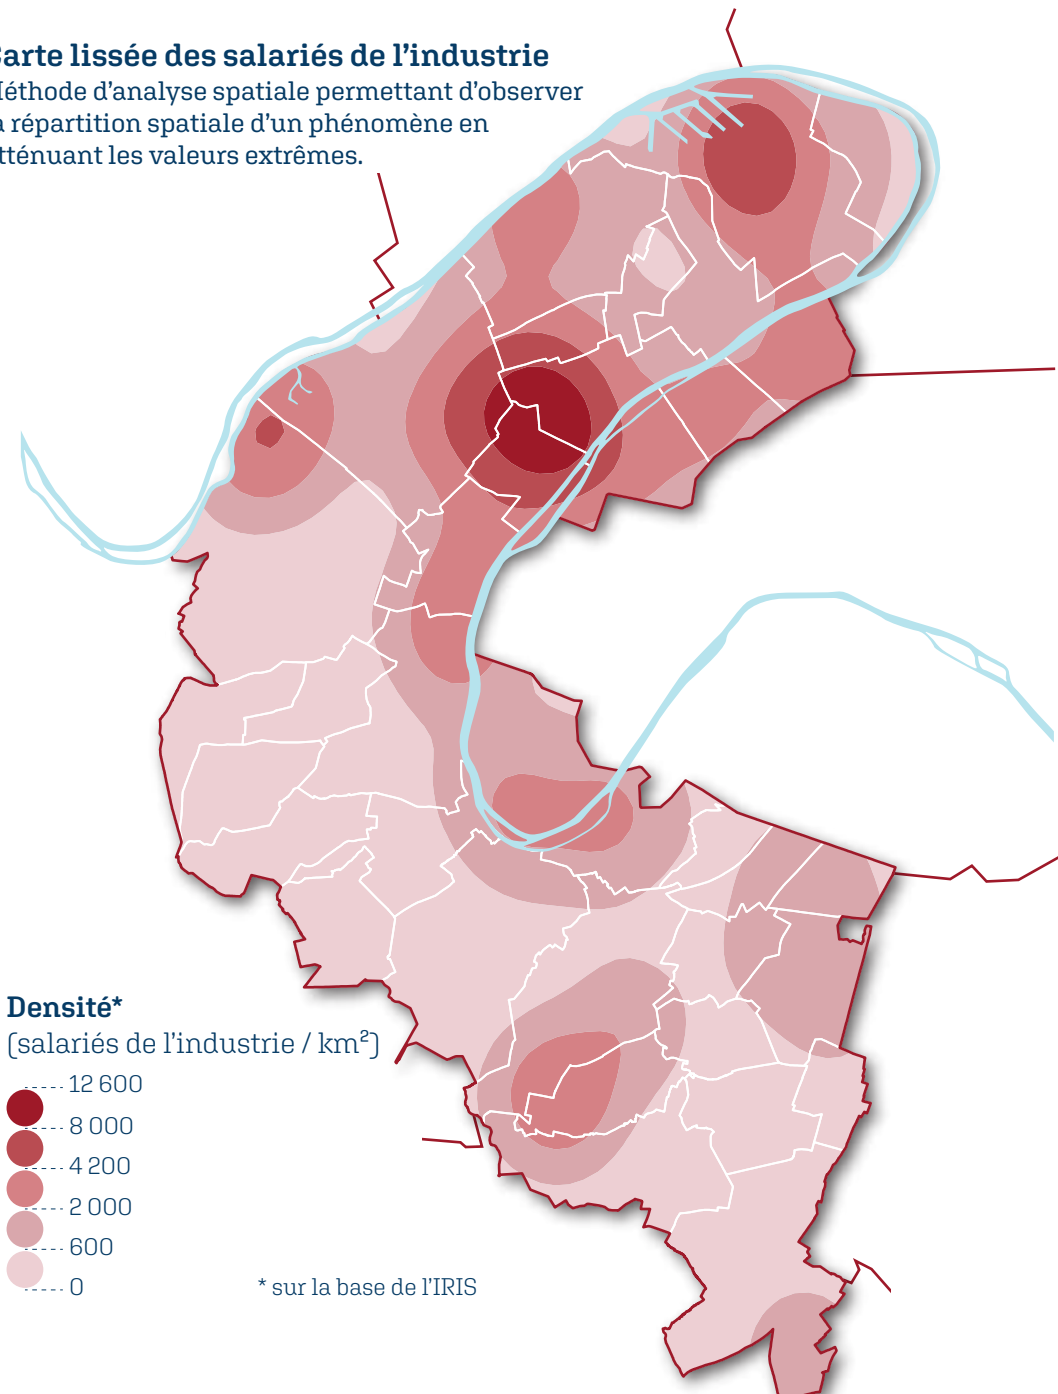 arte lissée des salariés de l'industrie
éthode d'analyse spatiale permettant d'observer
a répartition spatiale d'un phénomène en
tténuant les valeurs extrêmes.
Densité*
(salariés de l'industrie / km²)
12 600
8 000
4 200
2 000
600
0
* sur la base de l'IRIS